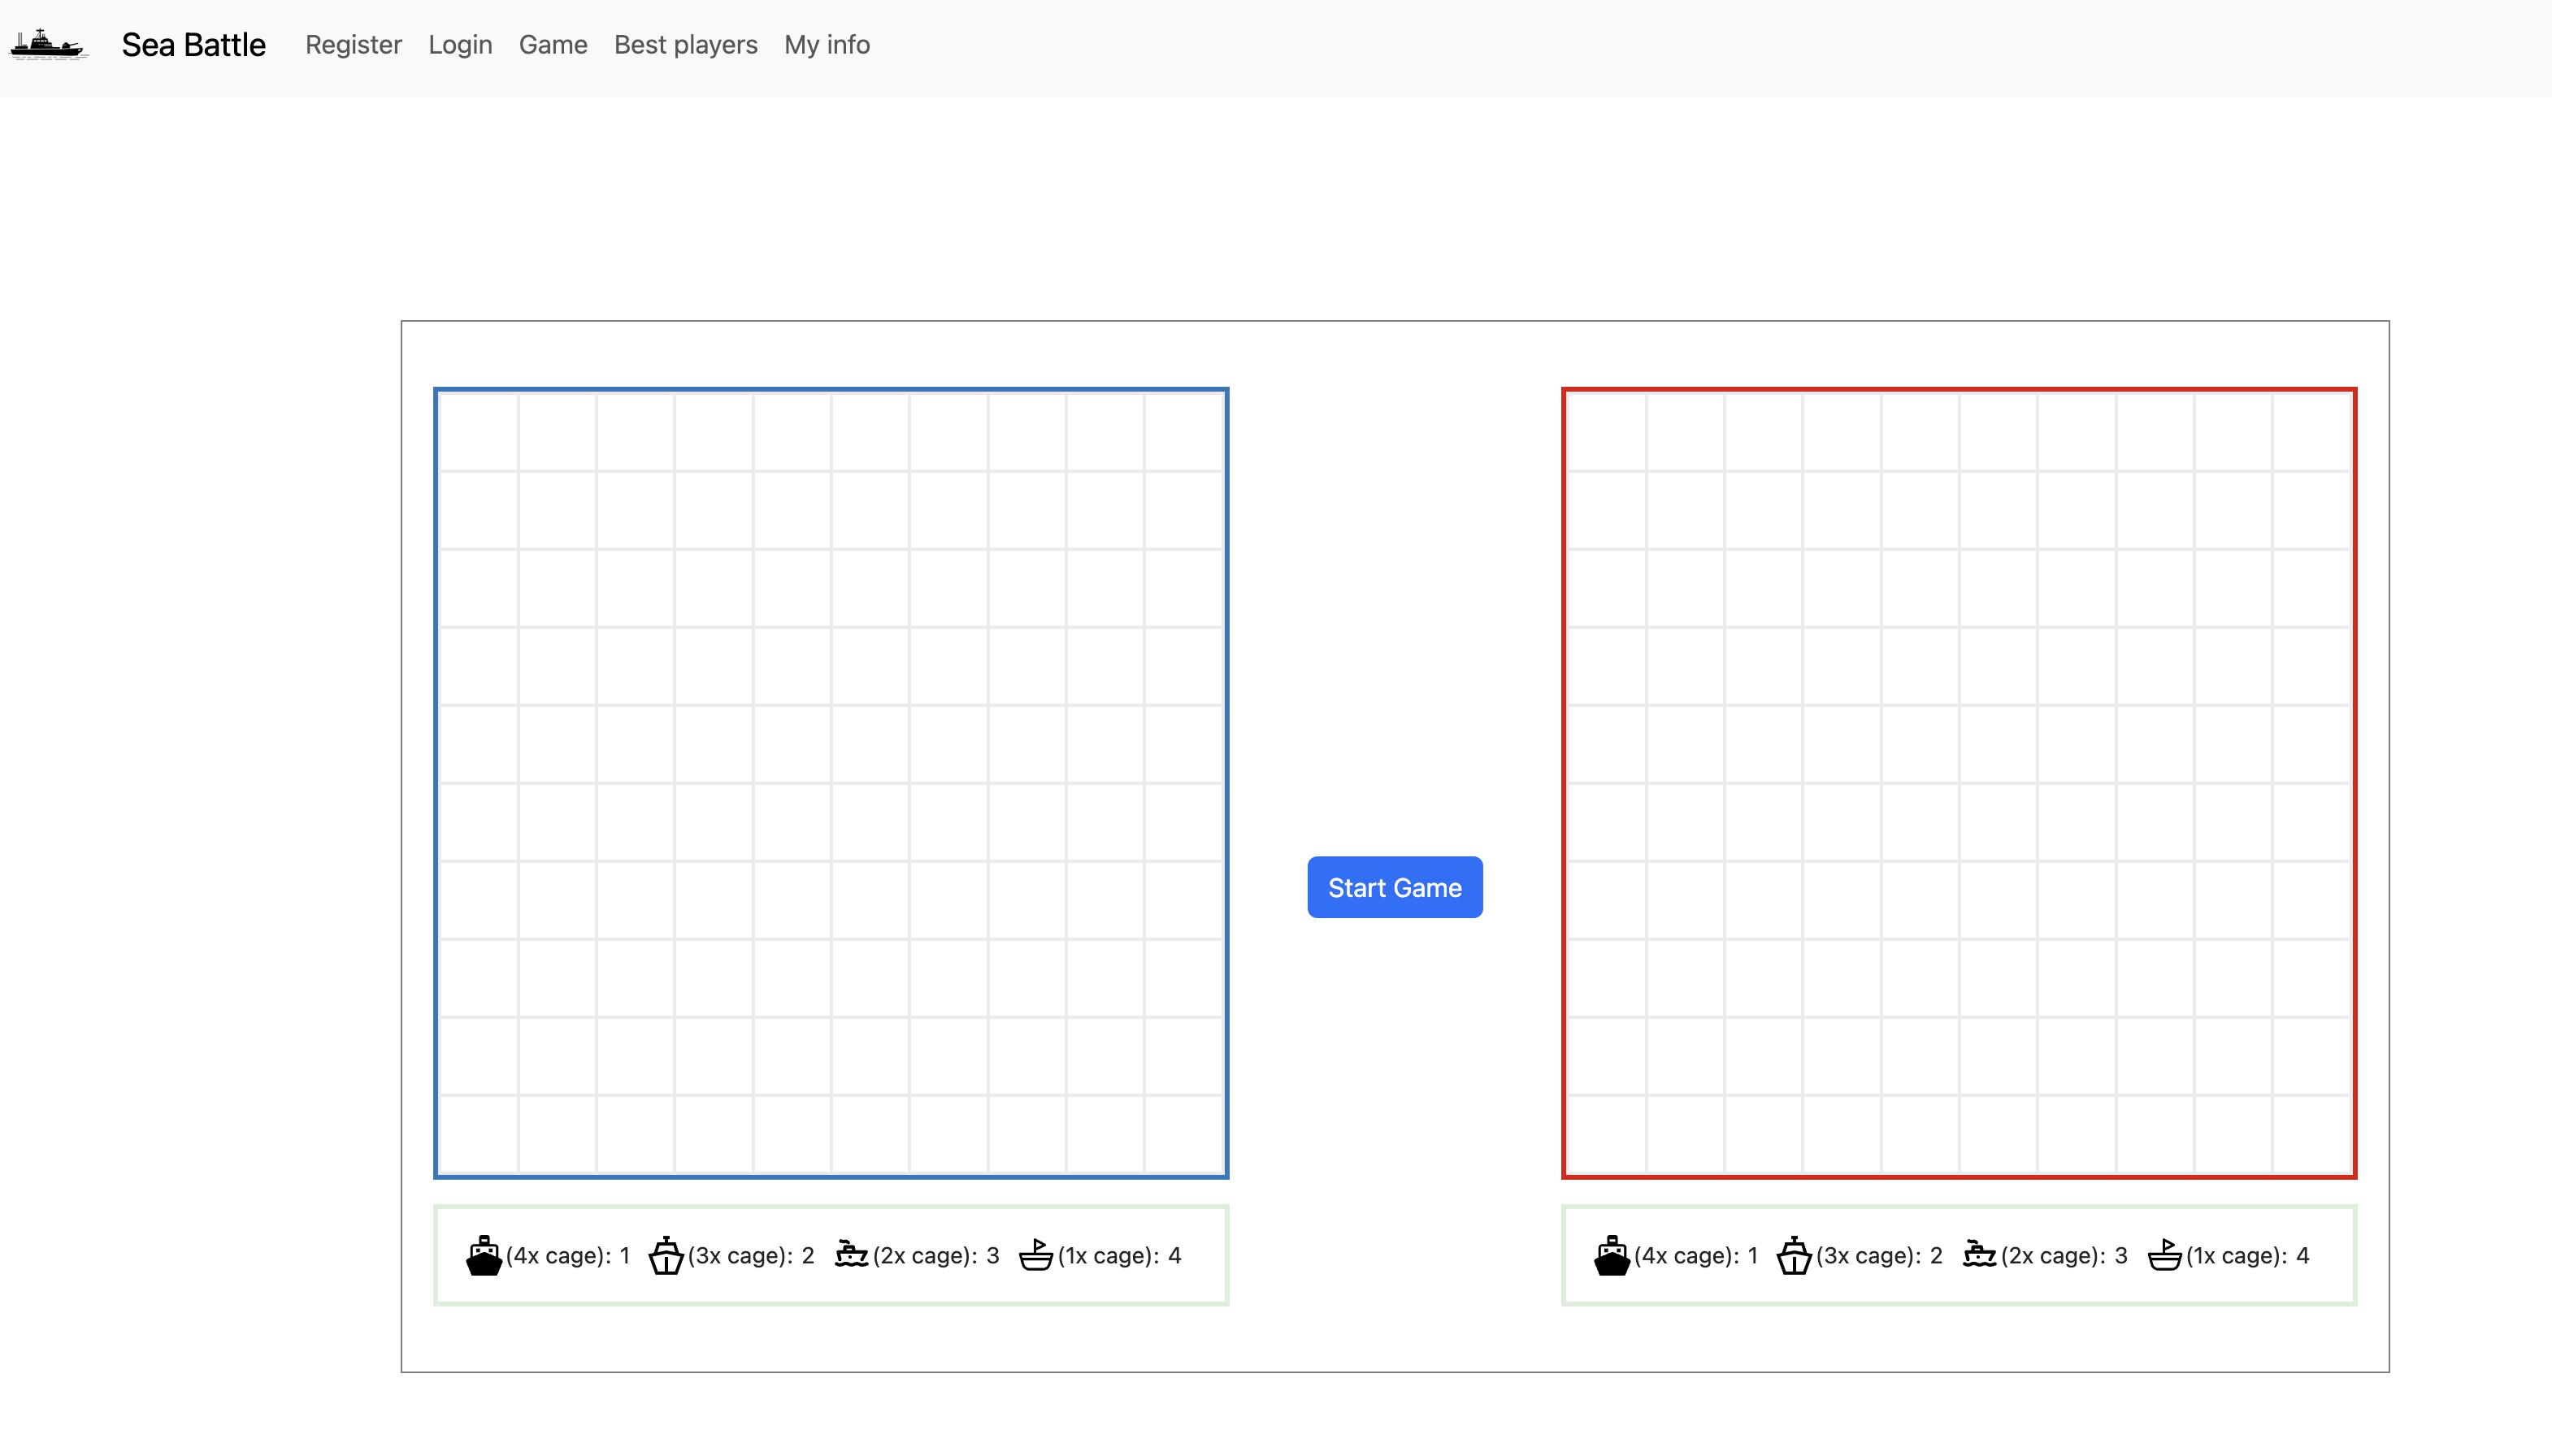 Sea Battle Register Login Game Best players My info
Start Game
(4x cage): 1 (3x cage): 2 (2x cage): 3 (1x cage): 4
(4x cage): 1 (3x cage): 2 (2x cage): 3 (1x cage): 4